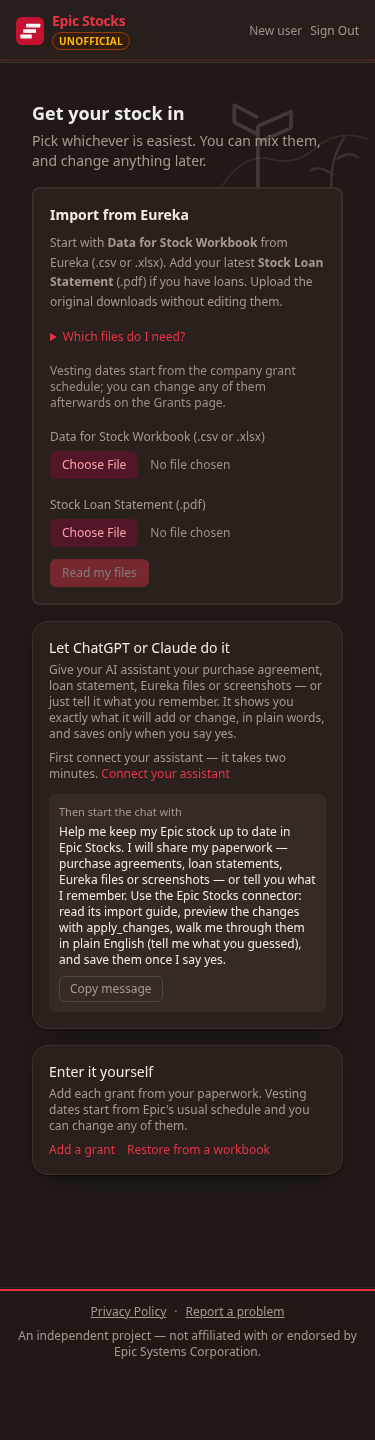 Epic Stocks
UNOFFICIAL
New user Sign Out
Get your stock in
Pick whichever is easiest. You can mix them,
and change anything later.
Import from Eureka
Start with Data for Stock Workbook from
Eureka (.csv or .xlsx). Add your latest Stock Loan
Statement (.pdf) if you have loans. Upload the
original downloads without editing them.
Which files do I need?
Vesting dates start from the company grant
schedule; you can change any of them
afterwards on the Grants page.
Data for Stock Workbook (.csv or .xlsx)
Choose File No file chosen
Stock Loan Statement (.pdf)
Choose File No file chosen
Read my files
Let ChatGPT or Claude do it
Give your AI assistant your purchase agreement,
loan statement, Eureka files or screenshots — or
just tell it what you remember. It shows you
exactly what it will add or change, in plain words,
and saves only when you say yes.
First connect your assistant — it takes two
minutes. Connect your assistant
Then start the chat with
Help me keep my Epic stock up to date in
Epic Stocks. I will share my paperwork —
purchase agreements, loan statements,
Eureka files or screenshots — or tell you what
I remember. Use the Epic Stocks connector:
read its import guide, preview the changes
with apply_changes, walk me through them
in plain English (tell me what you guessed),
and save them once I say yes.
Copy message
Enter it yourself
Add each grant from your paperwork. Vesting
dates start from Epic's usual schedule and you
can change any of them.
Add a grant Restore from a workbook
Privacy Policy · Report a problem
An independent project — not affiliated with or endorsed by
Epic Systems Corporation.